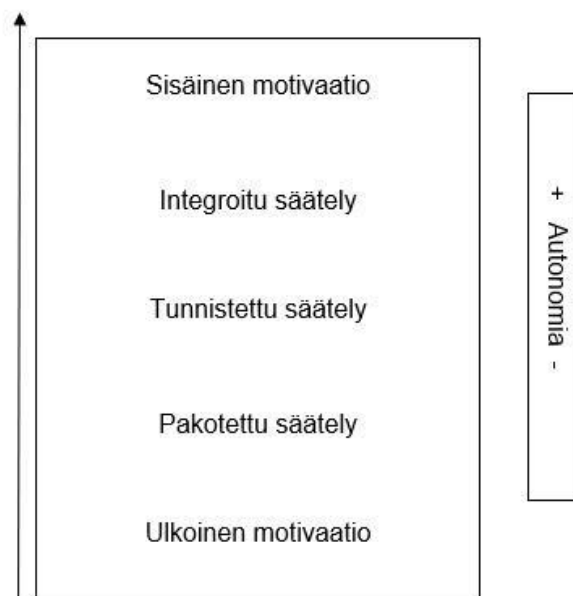 Sisäinen motivaatio
Integroitu säätely
Tunnistettu säätely
Pakotettu säätely
Ulkoinen motivaatio
+ Autonomia -